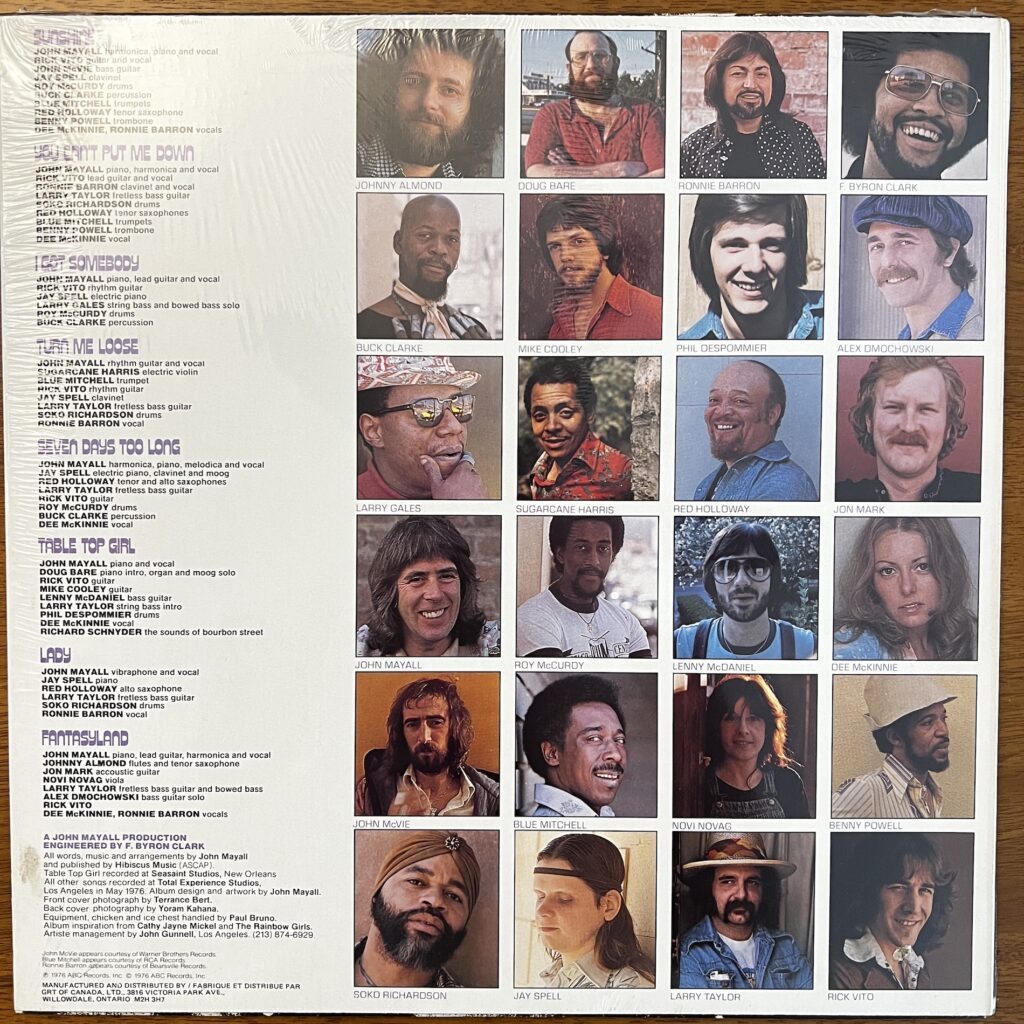 SUNSHINE
JOHN MAYALL harmonica, piano and vocal
RICK VITO guitar and vocal
JOHN McVIE bass guitar
JAY SPELL clavinet
ROY McCURDY drums
BUCK CLARKE percussion
BLUE MITCHELL trumpets
RED HOLLOWAY tenor saxophone
BENNY POWELL trombone
DEE McKINNIE, RONNIE BARRON vocals
YOU CAN'T PUT ME DOWN
JOHN MAYALL piano, harmonica and vocal
RICK VITO lead guitar and vocal
RONNIE BARRON clavinet and vocal
LARRY TAYLOR fretless bass guitar
SOKO RICHARDSON drums
RED HOLLOWAY tenor saxophones
BLUE MITCHELL trumpets
BENNY POWELL trombone
DEE McKINNIE vocal
I GOT SOMEBODY
JOHN MAYALL piano, lead guitar and vocal
RICK VITO rhythm guitar
JAY SPELL electric piano
LARRY GALES string bass and bowed bass solo
ROY McCURDY drums
BUCK CLARKE percussion
TURN ME LOOSE
JOHN MAYALL rhythm guitar and vocal
SUGARCANE HARRIS electric violin
BLUE MITCHELL trumpet
RICK VITO rhythm guitar
JAY SPELL clavinet
LARRY TAYLOR fretless bass guitar
SOKO RICHARDSON drums
RONNIE BARRON vocal
SEVEN DAYS TOO LONG
JOHN MAYALL harmonica, piano, melodica and vocal
JAY SPELL electric piano, clavinet and moog
RED HOLLOWAY tenor and alto saxophones
LARRY TAYLOR fretless bass guitar
RICK VITO guitar
ROY McCURDY drums
BUCK CLARKE percussion
DEE McKINNIE vocal
TABLE TOP GIRL
JOHN MAYALL piano and vocal
DOUG BARE piano intro, organ and moog solo
RICK VITO guitar
MIKE COOLEY guitar
LENNY McDANIEL bass guitar
LARRY TAYLOR string bass intro
PHIL DESPOMMIER drums
DEE McKINNIE vocal
RICHARD SCHNYDER the sounds of bourbon street
LADY
JOHN MAYALL vibraphone and vocal
JAY SPELL piano
RED HOLLOWAY alto saxophone
LARRY TAYLOR fretless bass guitar
SOKO RICHARDSON drums
RONNIE BARRON vocal
FANTASYLAND
JOHN MAYALL piano, lead guitar, harmonica and vocal
JOHNNY ALMOND flutes and tenor saxophone
JON MARK accoustic guitar
NOVI NOVAG viola
LARRY TAYLOR fretless bass guitar and bowed bass
ALEX DMOCHOWSKI bass guitar solo
RICK VITO
DEE McKINNIE, RONNIE BARRON vocals
A JOHN MAYALL PRODUCTION
ENGINEERED BY F. BYRON CLARK
All words, music and arrangements by John Mayall
and published by Hibiscus Music (ASCAP).
Table Top Girl recorded at Seasaint Studios, New Orleans
All other songs recorded at Total Experience Studios,
Los Angeles in May 1976. Album design and artwork by John Mayall.
Front cover photograph by Terrance Bert.
Back cover photography by Yoram Kahana.
Equipment, chicken and ice chest handled by Paul Bruno.
Album inspiration from Cathy Jayne Mickel and The Rainbow Girls.
Artiste management by John Gunnell, Los Angeles. (213) 874-6929
John McVie appears courtesy of Warner Brothers Records.
Blue Mitchell appears courtesy of RCA Records.
Ronnie Barron appears courtesy of Bearsville Records.
℗ 1976 ABC Records, Inc. © 1976 ABC Records, Inc.
MANUFACTURED AND DISTRIBUTED BY / FABRIQUE ET DISTRIBUE PAR
GRT OF CANADA, LTD., 3816 VICTORIA PARK AVE.,
WILLOWDALE, ONTARIO M2H 3H7
JOHNNY ALMOND
DOUG BARE
RONNIE BARRON
F. BYRON CLARK
BUCK CLARKE
MIKE COOLEY
PHIL DESPOMMIER
ALEX DMOCHOWSKI
LARRY GALES
SUGARCANE HARRIS
RED HOLLOWAY
JON MARK
JOHN MAYALL
ROY McCURDY
LENNY McDANIEL
DEE McKINNIE
JOHN McVIE
BLUE MITCHELL
NOVI NOVAG
BENNY POWELL
SOKO RICHARDSON
JAY SPELL
LARRY TAYLOR
RICK VITO